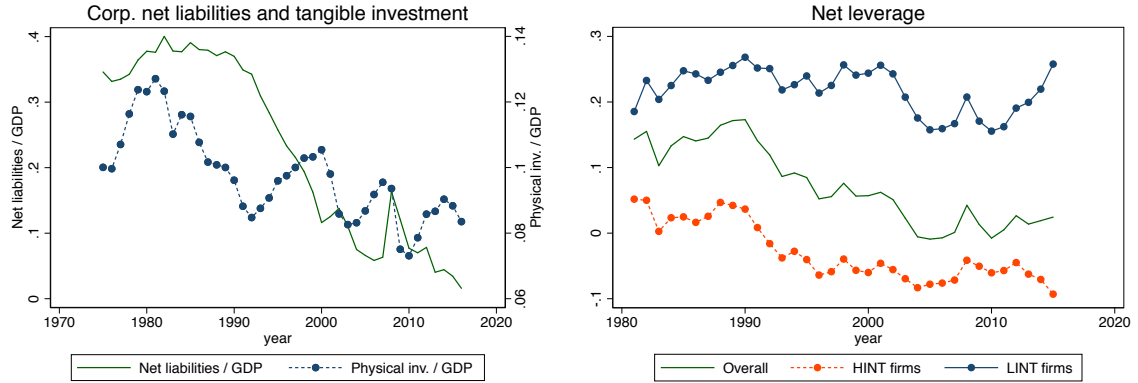 Corp. net liabilities and tangible investment
Net liabilities / GDP
0 .1 .2 .3 .4
Physical inv. / GDP
.06 .08 .1 .12 .14
1970 1980 1990 2000 2010 2020
year
Net liabilities / GDP Physical inv. / GDP
Net leverage
-.1 0 .1 .2 .3
1980 1990 2000 2010 2020
year
Overall HINT firms LINT firms